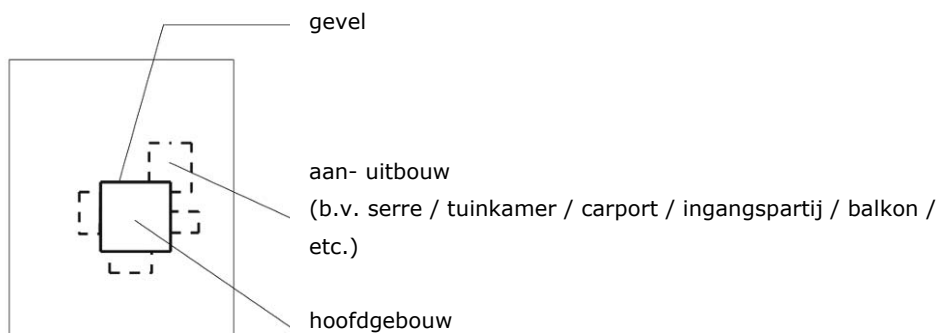 gevel
aan- uitbouw
(b.v. serre / tuinkamer / carport / ingangspartij / balkon /
etc.)
hoofdgebouw